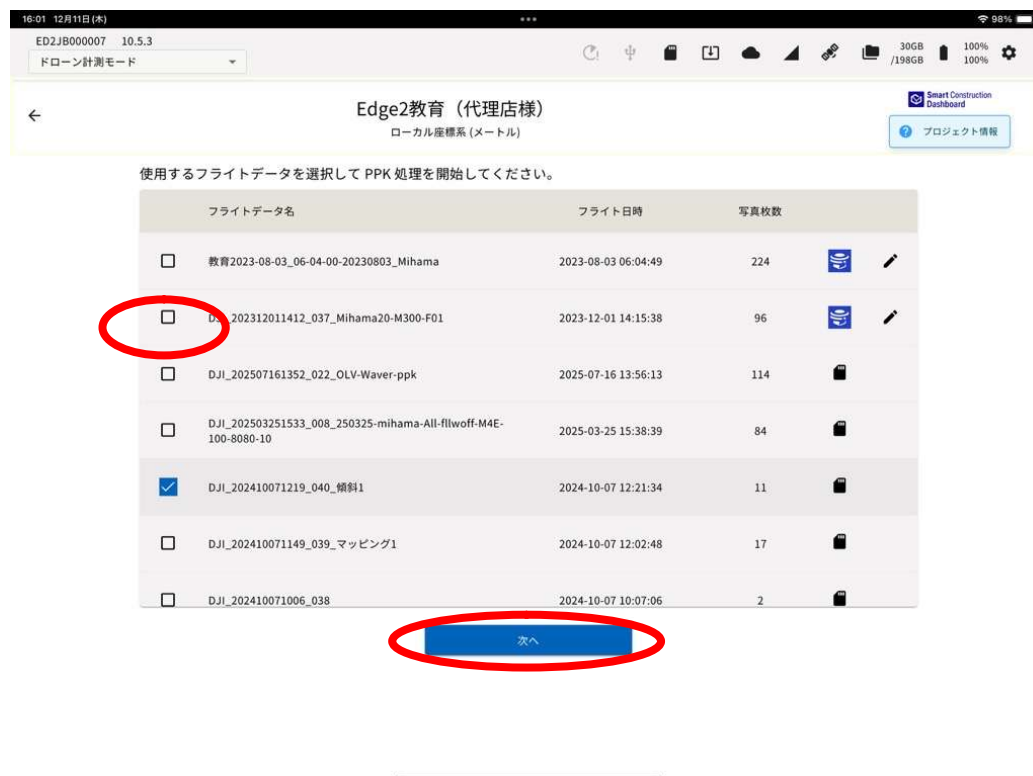 16:01 12月11日(木)
98%
ED2JB000007 10.5.3
ドローン計測モード
30GB
/198GB
100%
100%
Edge2教育（代理店様）
ローカル座標系 (メートル)
Smart Construction
Dashboard
? プロジェクト情報
使用するフライトデータを選択して PPK 処理を開始してください。
フライトデータ名 フライト日時 写真枚数
教育2023-08-03_06-04-00-20230803_Mihama 2023-08-03 06:04:49 224
DJI_202312011412_037_Mihama20-M300-F01 2023-12-01 14:15:38 96
DJI_202507161352_022_OLV-Waver-ppk 2025-07-16 13:56:13 114
DJI_202503251533_008_250325-mihama-All-fllwoff-M4E-
100-8080-10 2025-03-25 15:38:39 84
DJI_202410071219_040_傾斜1 2024-10-07 12:21:34 11
DJI_202410071149_039_マッピング1 2024-10-07 12:02:48 17
DJI_202410071006_038 2024-10-07 10:07:06 2
次へ